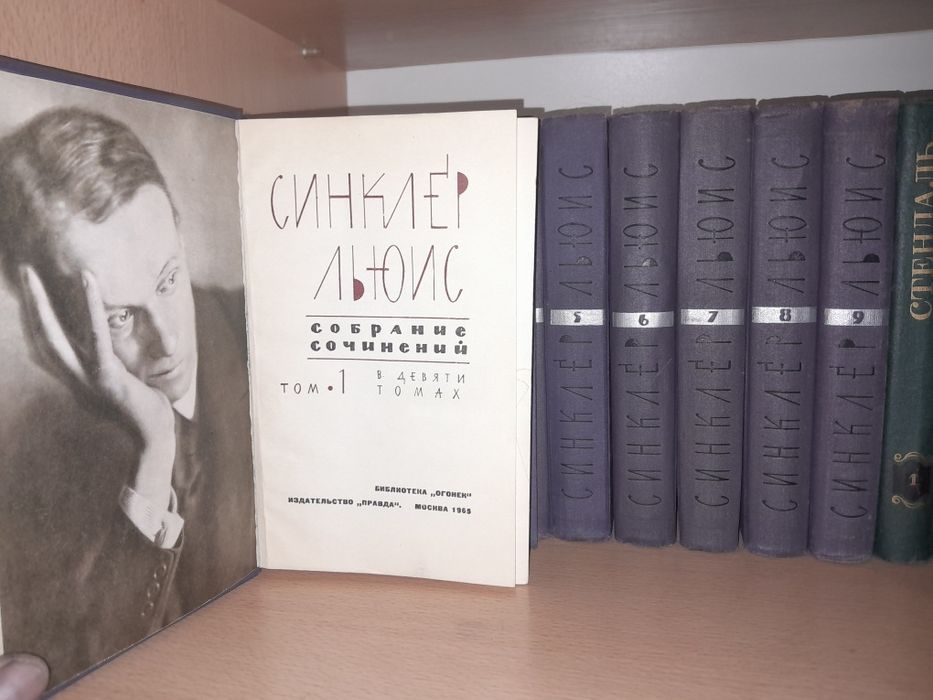 СИНКЛЕР
ЛЬЮИС
СОБРАНИЕ
СОЧИНЕНИЙ
ТОМ • 1
В ДЕВЯТИ
ТОМАХ
БИБЛИОТЕКА „ОГОНЕК“
ИЗДАТЕЛЬСТВО „ПРАВДА“. МОСКВА 1965
СИНКЛЕР 5 ЛЬЮИС
СИНКЛЕР 6 ЛЬЮИС
СИНКЛЕР 7 ЛЬЮИС
СИНКЛЕР 8 ЛЬЮИС
СИНКЛЕР 9 ЛЬЮИС
СТЕНДАЛЬ